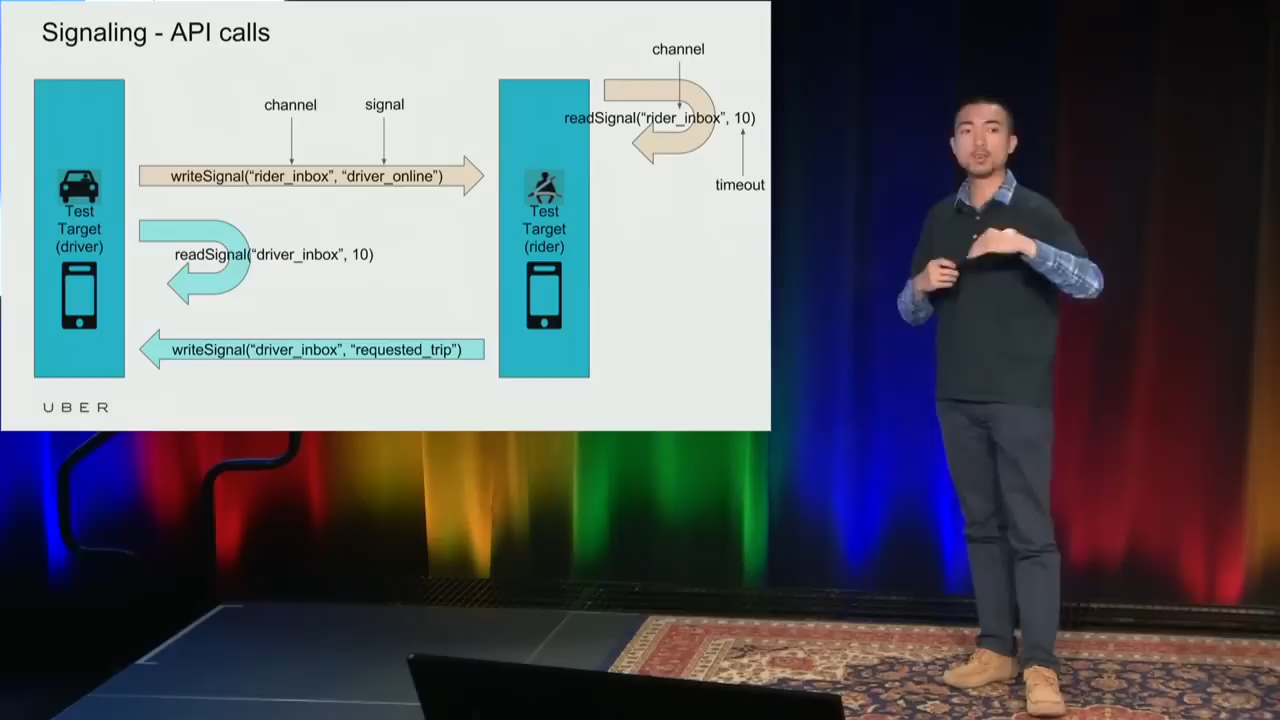 Signaling - API calls
channel
channel
signal
readSignal("rider_inbox", 10)
timeout
writeSignal("rider_inbox", "driver_online")
Test
Target
(driver)
Test
Target
(rider)
readSignal("driver_inbox", 10)
writeSignal("driver_inbox", "requested_trip")
UBER